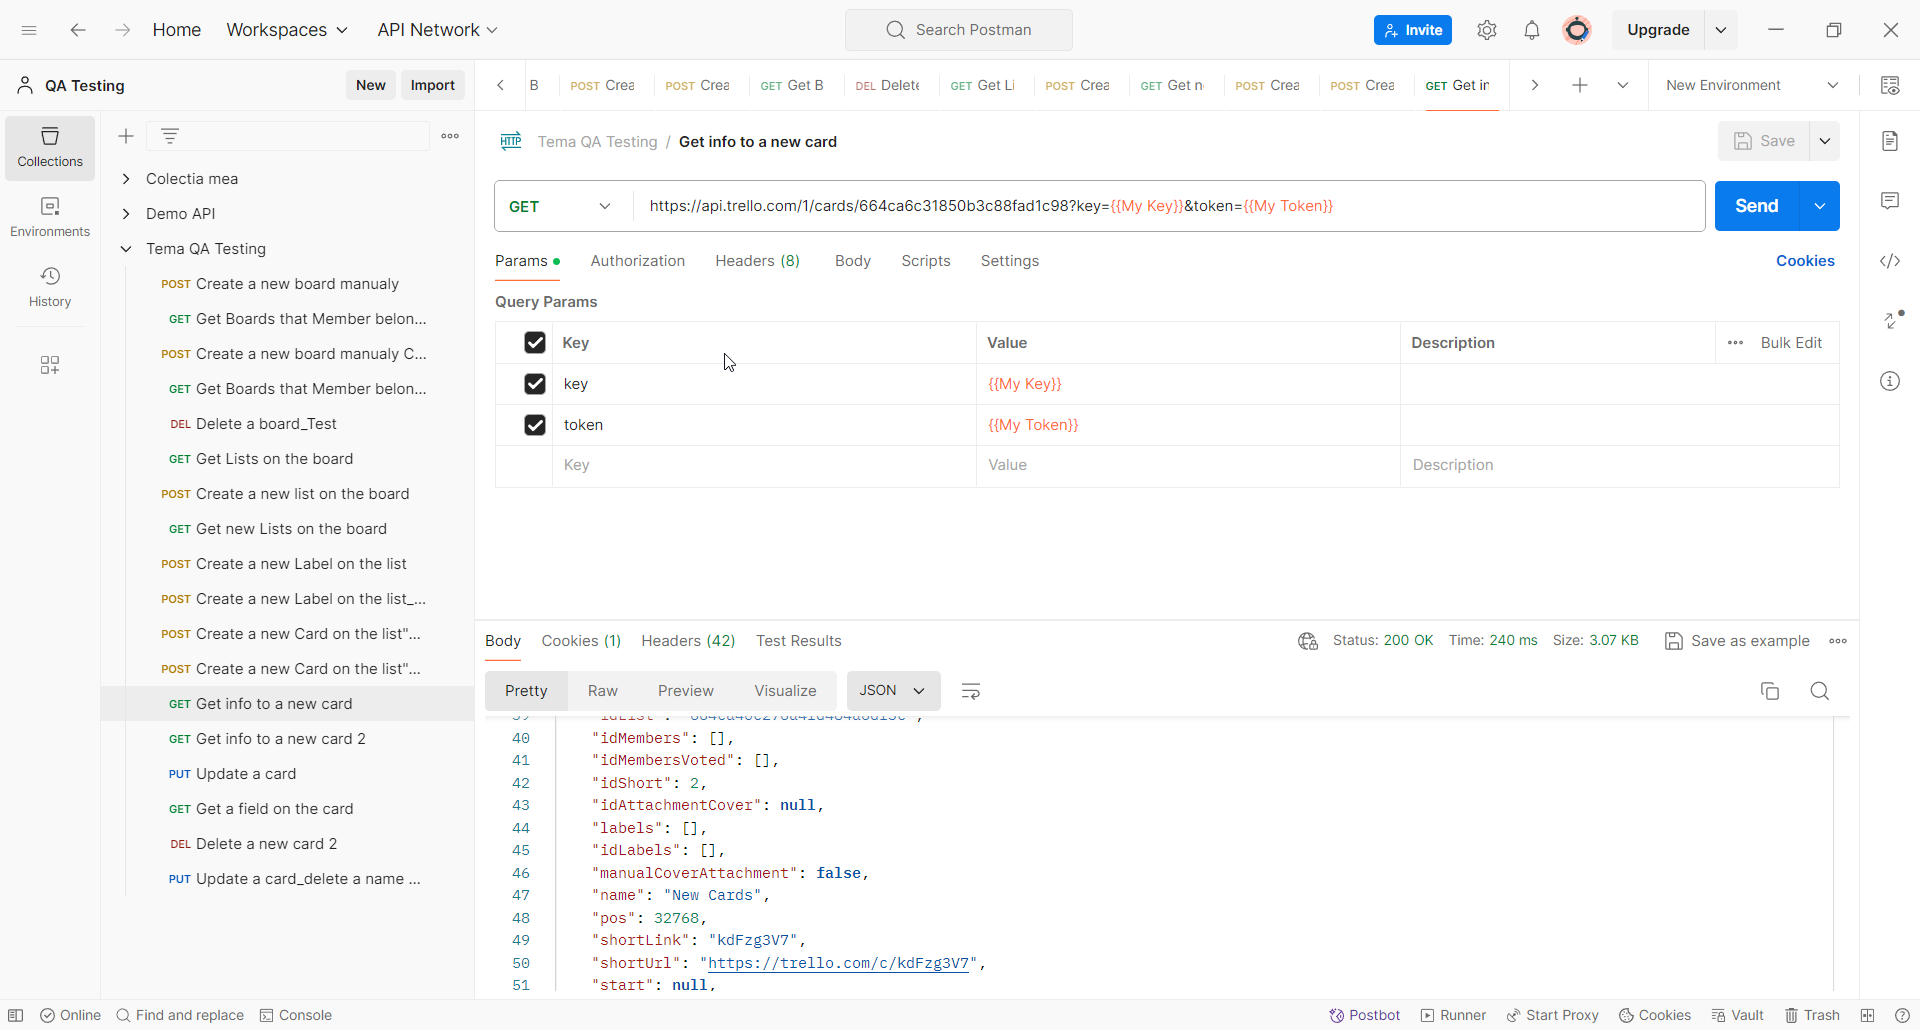 Home Workspaces API Network Search Postman Invite Upgrade
QA Testing New Import
B POST Crea POST Crea GET Get B DEL Delete GET Get Li POST Crea GET Get n POST Crea POST Crea GET Get in New Environment
Collections
Environments
History
Colectia mea
Demo API
Tema QA Testing
POST Create a new board manualy
GET Get Boards that Member belon...
POST Create a new board manualy C...
GET Get Boards that Member belon...
DEL Delete a board_Test
GET Get Lists on the board
POST Create a new list on the board
GET Get new Lists on the board
POST Create a new Label on the list
POST Create a new Label on the list_...
POST Create a new Card on the list"...
POST Create a new Card on the list"...
GET Get info to a new card
GET Get info to a new card 2
PUT Update a card
GET Get a field on the card
DEL Delete a new card 2
PUT Update a card_delete a name ...
HTTP Tema QA Testing / Get info to a new card Save
GET https://api.trello.com/1/cards/664ca6c31850b3c88fad1c98?key={{My Key}}&token={{My Token}} Send
Params Authorization Headers (8) Body Scripts Settings Cookies
Query Params
Key Value Description Bulk Edit
key {{My Key}}
token {{My Token}}
Key Value Description
Body Cookies (1) Headers (42) Test Results Status: 200 OK Time: 240 ms Size: 3.07 KB Save as example
Pretty Raw Preview Visualize JSON
40 "idMembers": [],
41 "idMembersVoted": [],
42 "idShort": 2,
43 "idAttachmentCover": null,
44 "labels": [],
45 "idLabels": [],
46 "manualCoverAttachment": false,
47 "name": "New Cards",
48 "pos": 32768,
49 "shortLink": "kdFzg3V7",
50 "shortUrl": "https://trello.com/c/kdFzg3V7",
51 "start": null,
Online Find and replace Console Postbot Runner Start Proxy Cookies Vault Trash